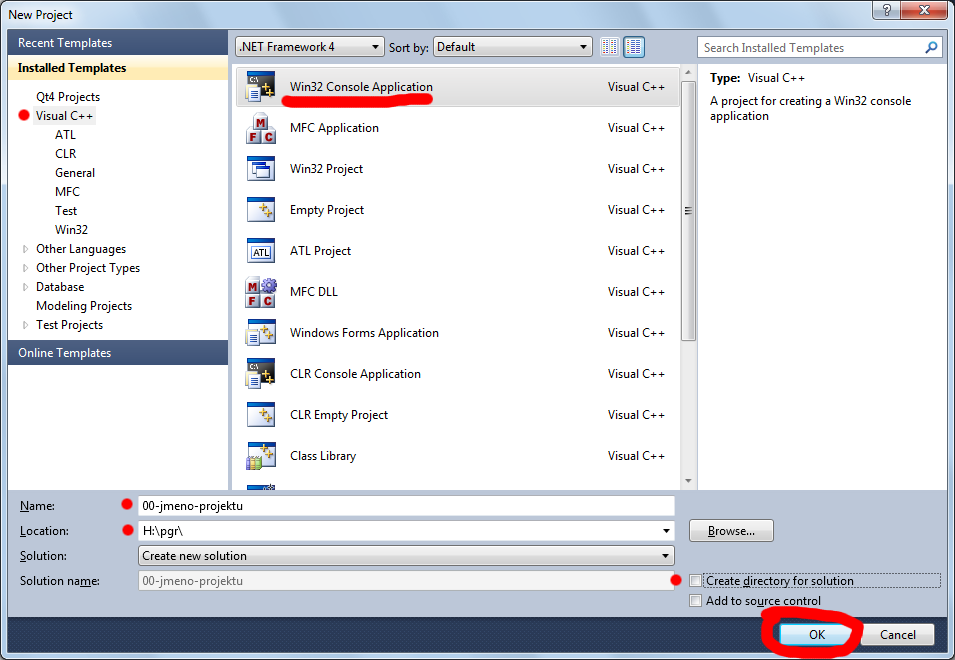 New Project
Recent Templates
Installed Templates
Qt4 Projects
Visual C++
ATL
CLR
General
MFC
Test
Win32
Other Languages
Other Project Types
Database
Modeling Projects
Test Projects
Online Templates
.NET Framework 4
Sort by: Default
Search Installed Templates
Win32 Console Application Visual C++
MFC Application Visual C++
Win32 Project Visual C++
Empty Project Visual C++
ATL Project Visual C++
MFC DLL Visual C++
Windows Forms Application Visual C++
CLR Console Application Visual C++
CLR Empty Project Visual C++
Class Library Visual C++
Type: Visual C++
A project for creating a Win32 console
application
Name: 00-jmeno-projektu
Location: H:\pgr\
Browse...
Solution: Create new solution
Solution name: 00-jmeno-projektu
Create directory for solution
Add to source control
OK
Cancel